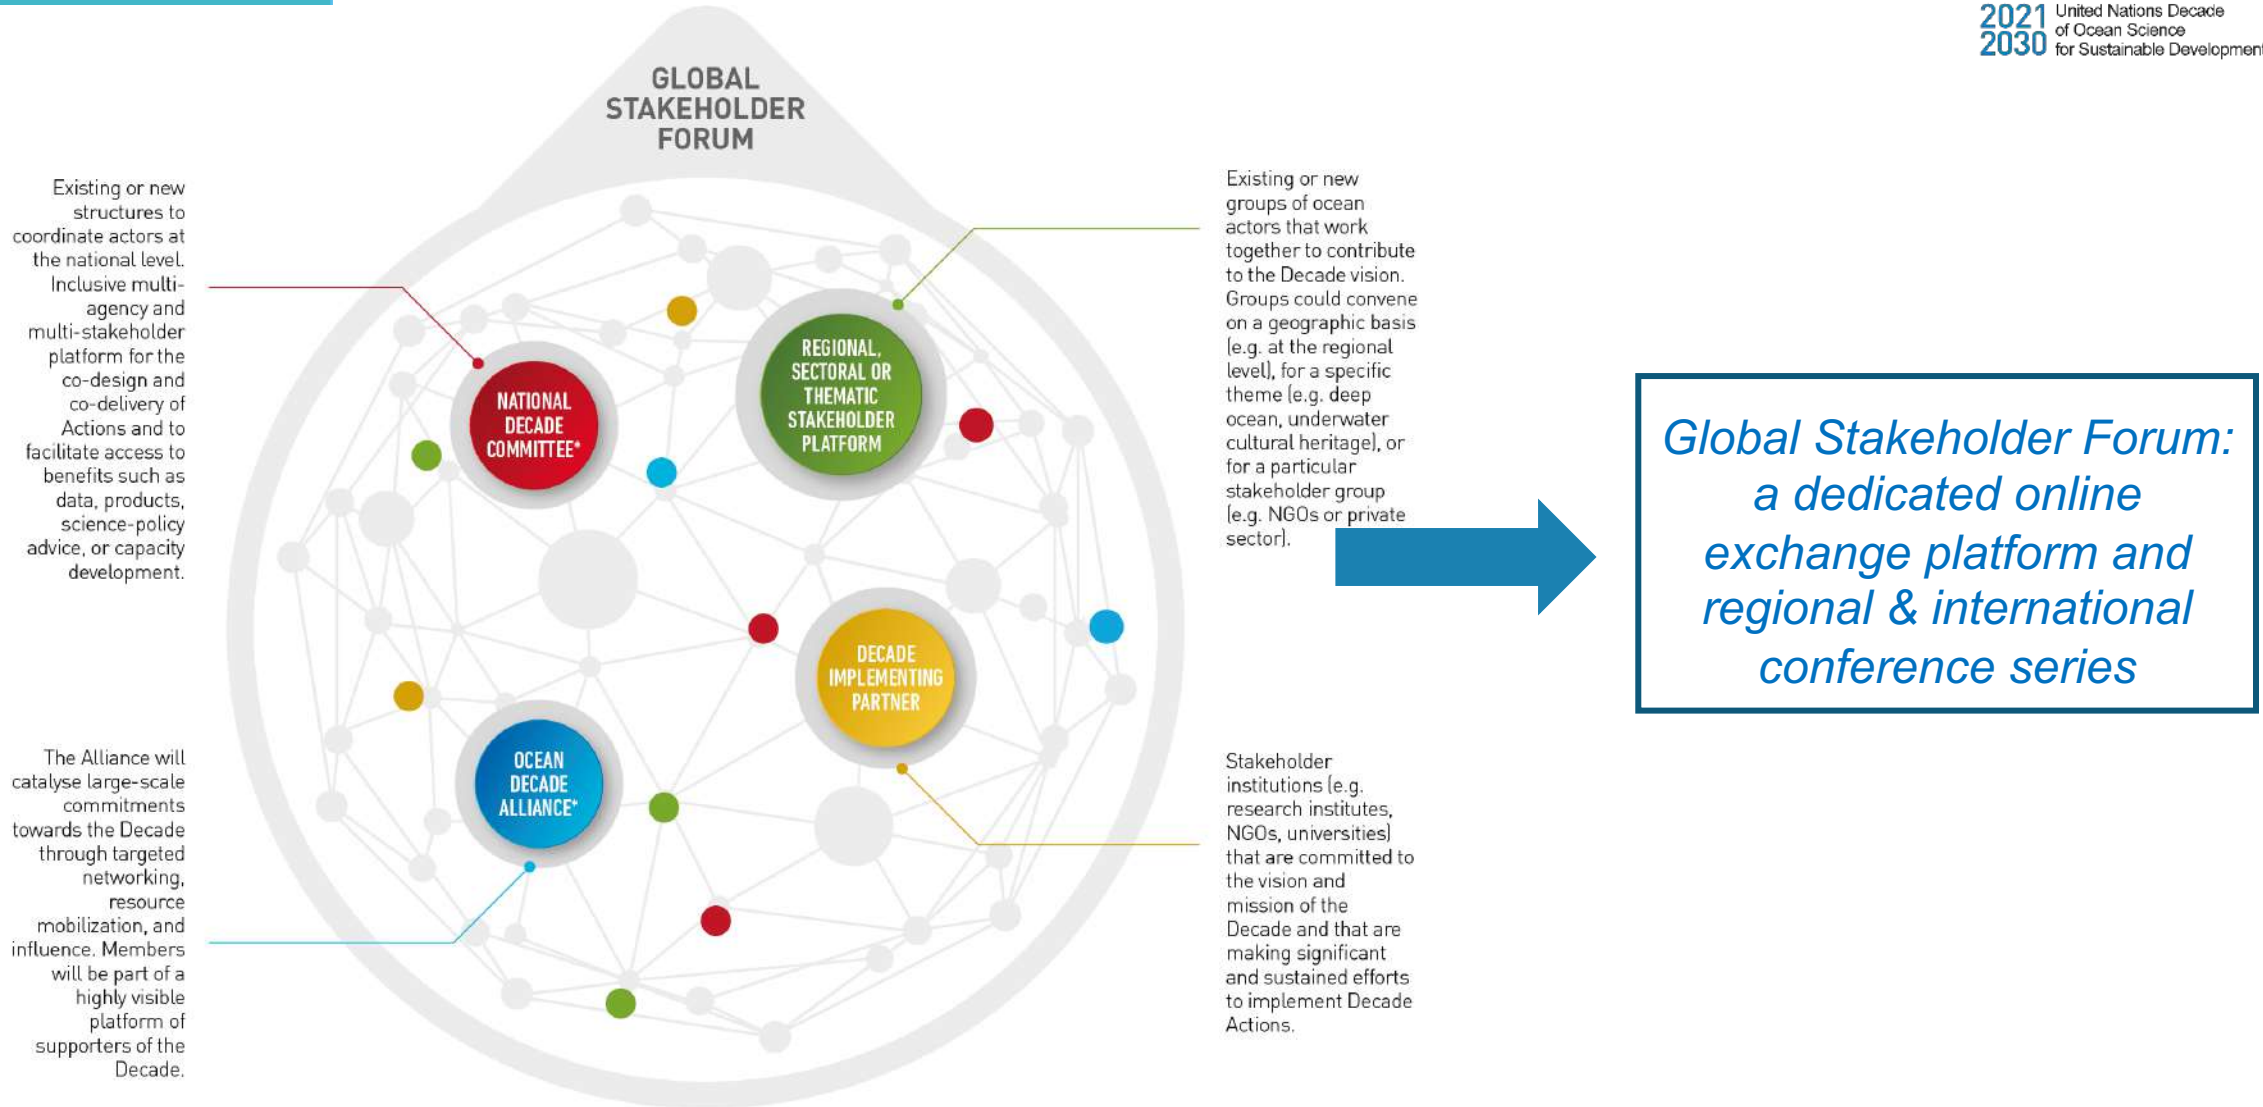 2021
2030
United Nations Decade
of Ocean Science
for Sustainable Development
GLOBAL
STAKEHOLDER
FORUM
Existing or new
structures to
coordinate actors at
the national level.
Inclusive multi-
agency and
multi-stakeholder
platform for the
co-design and
co-delivery of
Actions and to
facilitate access to
benefits such as
data, products,
science-policy
advice, or capacity
development.
NATIONAL
DECADE
COMMITTEE*
REGIONAL,
SECTORAL OR
THEMATIC
STAKEHOLDER
PLATFORM
Existing or new
groups of ocean
actors that work
together to contribute
to the Decade vision.
Groups could convene
on a geographic basis
(e.g. at the regional
level), for a specific
theme (e.g. deep
ocean, underwater
cultural heritage), or
for a particular
stakeholder group
(e.g. NGOs or private
sector).
The Alliance will
catalyse large-scale
commitments
towards the Decade
through targeted
networking,
resource
mobilization, and
influence. Members
will be part of a
highly visible
platform of
supporters of the
Decade.
OCEAN
DECADE
ALLIANCE*
DECADE
IMPLEMENTING
PARTNER
Stakeholder
institutions (e.g.
research institutes,
NGOs, universities)
that are committed to
the vision and
mission of the
Decade and that are
making significant
and sustained efforts
to implement Decade
Actions.
Global Stakeholder Forum:
a dedicated online
exchange platform and
regional & international
conference series